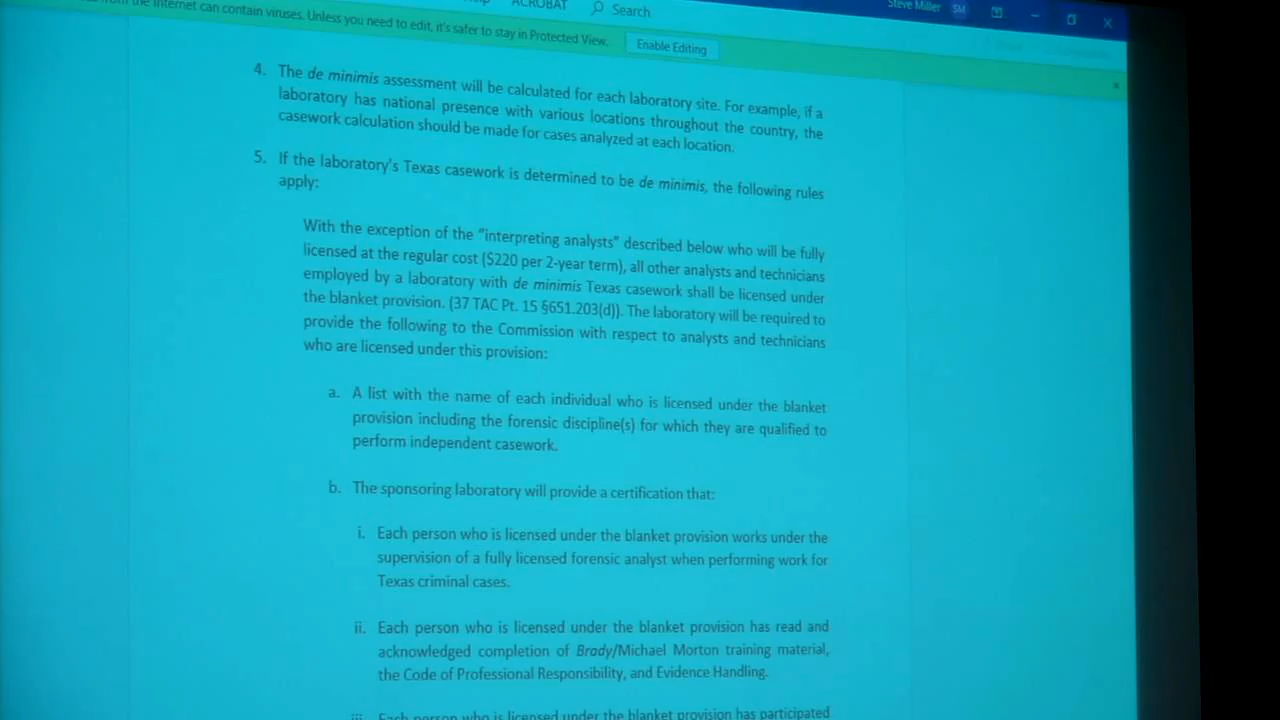 ACROBAT Search Steve Miller SM
the Internet can contain viruses. Unless you need to edit, it's safer to stay in Protected View. Enable Editing
4. The de minimis assessment will be calculated for each laboratory site. For example, if a
laboratory has national presence with various locations throughout the country, the
casework calculation should be made for cases analyzed at each location.
5. If the laboratory's Texas casework is determined to be de minimis, the following rules
apply:
With the exception of the "interpreting analysts" described below who will be fully
licensed at the regular cost ($220 per 2-year term), all other analysts and technicians
employed by a laboratory with de minimis Texas casework shall be licensed under
the blanket provision. (37 TAC Pt. 15 §651.203(d)). The laboratory will be required to
provide the following to the Commission with respect to analysts and technicians
who are licensed under this provision:
a. A list with the name of each individual who is licensed under the blanket
provision including the forensic discipline(s) for which they are qualified to
perform independent casework.
b. The sponsoring laboratory will provide a certification that:
i. Each person who is licensed under the blanket provision works under the
supervision of a fully licensed forensic analyst when performing work for
Texas criminal cases.
ii. Each person who is licensed under the blanket provision has read and
acknowledged completion of Brady/Michael Morton training material,
the Code of Professional Responsibility, and Evidence Handling.
iii. Each person who is licensed under the blanket provision has participated